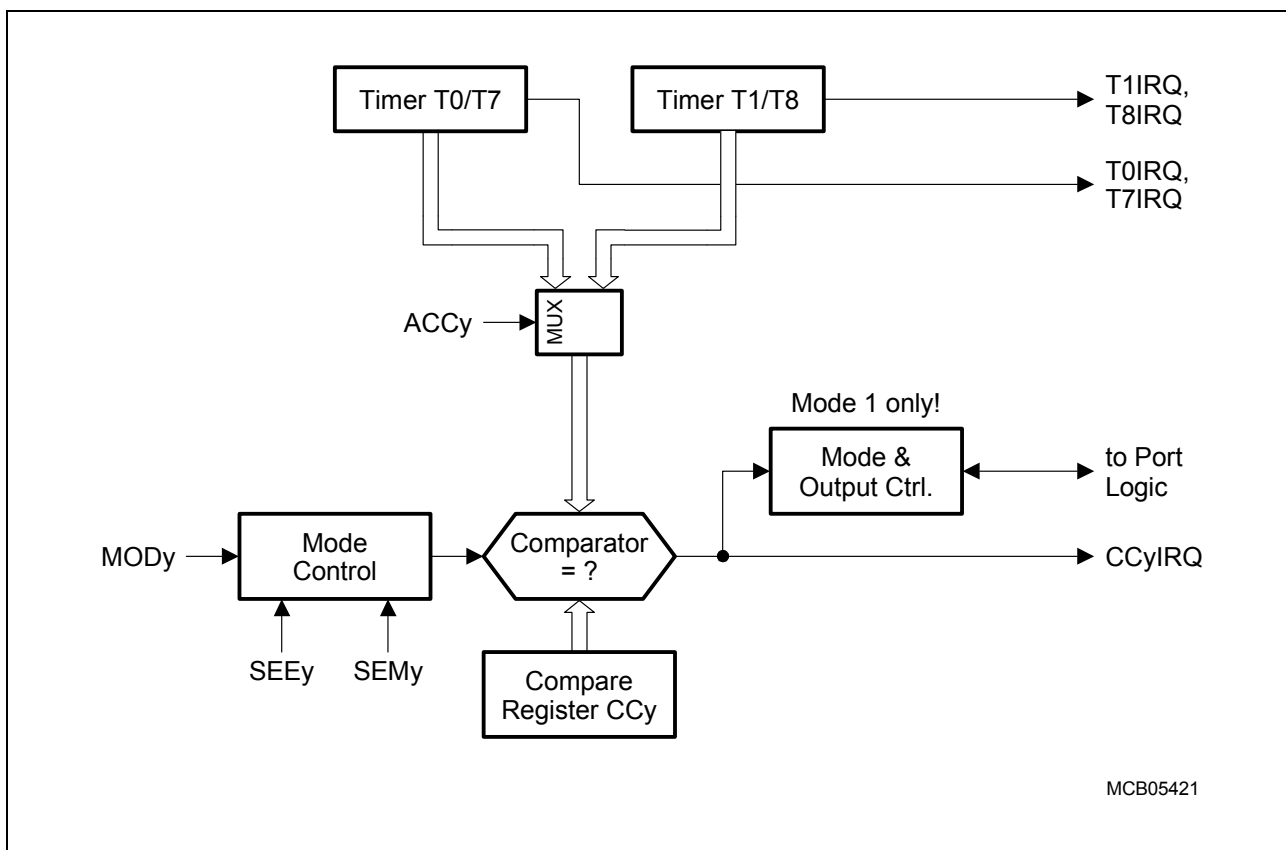 Timer T0/T7
Timer T1/T8
T1IRQ,
T8IRQ
T0IRQ,
T7IRQ
ACCy
MUX
Mode 1 only!
Mode &
Output Ctrl.
to Port
Logic
MODy
Mode
Control
Comparator
= ?
CCyIRQ
SEEy
SEMy
Compare
Register CCy
MCB05421